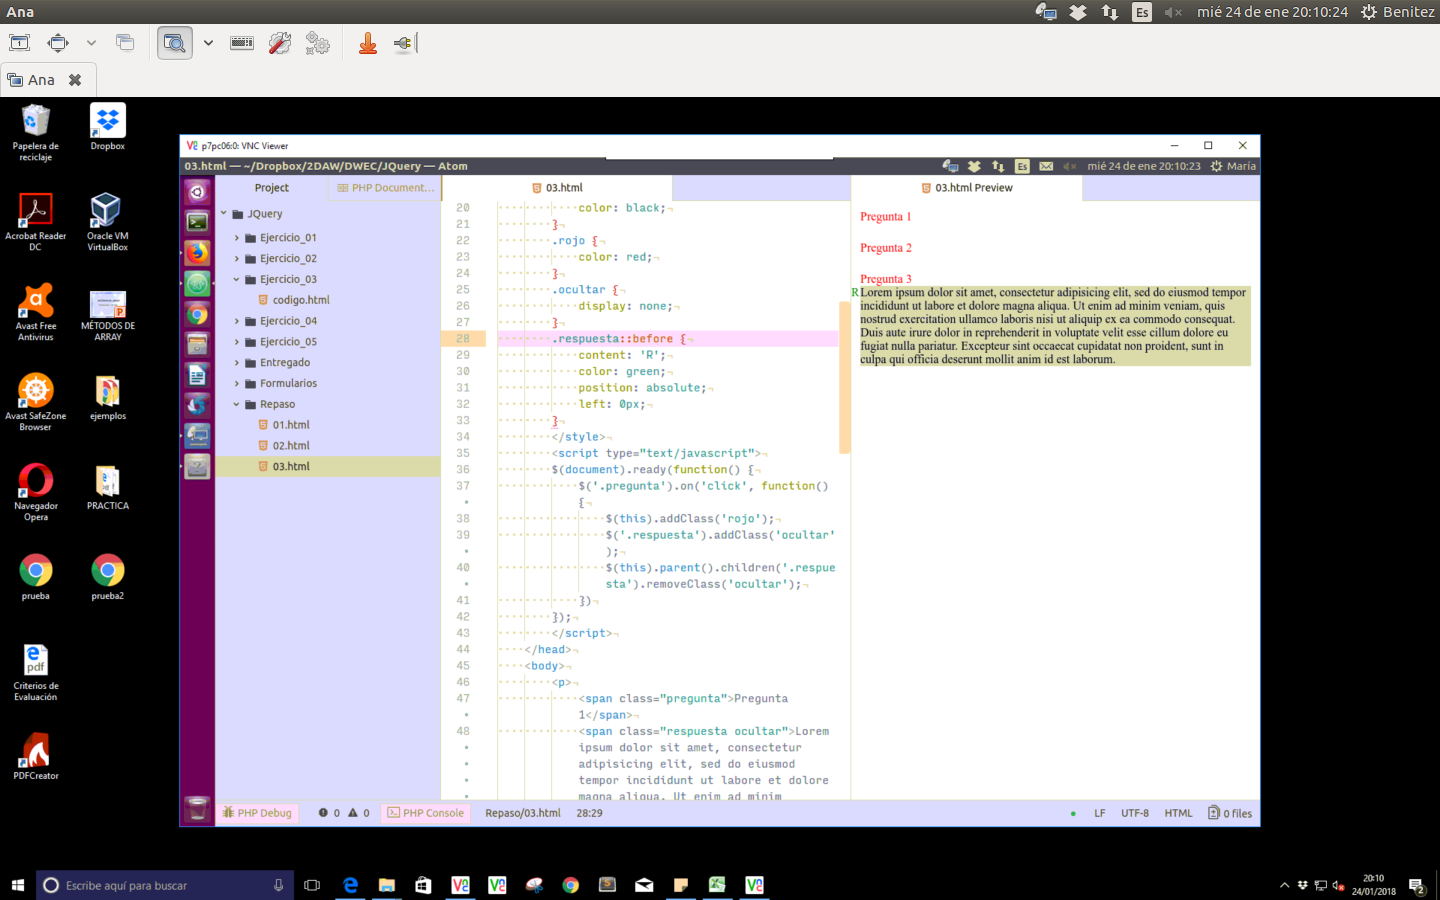 Ana
Es
mié 24 de ene 20:10:24
Benitez
Ana
Papelera de
reciclaje
Dropbox
Acrobat Reader
DC
Oracle VM
VirtualBox
Avast Free
Antivirus
MÉTODOS DE
ARRAY
Avast SafeZone
Browser
ejemplos
Navegador
Opera
PRACTICA
prueba
prueba2
pdf
Criterios de
Evaluación
PDFCreator
p7pc06:0: VNC Viewer
03.html — ~/Dropbox/2DAW/DWEC/JQuery — Atom
Es
mié 24 de ene 20:10:23
María
Project
PHP Document...
JQuery
Ejercicio_01
Ejercicio_02
Ejercicio_03
codigo.html
Ejercicio_04
Ejercicio_05
Entregado
Formularios
Repaso
01.html
02.html
03.html
03.html
20 color: black;
21 }
22 .rojo {
23 color: red;
24 }
25 .ocultar {
26 display: none;
27 }
28 .respuesta::before {
29 content: 'R';
30 color: green;
31 position: absolute;
32 left: 0px;
33 }
34 </style>
35 <script type="text/javascript">
36 $(document).ready(function() {
37 $('.pregunta').on('click', function()
{
38 $(this).addClass('rojo');
39 $('.respuesta').addClass('ocultar'
);
40 $(this).parent().children('.respue
sta').removeClass('ocultar');
41 })
42 });
43 </script>
44 </head>
45 <body>
46 <p>
47 <span class="pregunta">Pregunta
1</span>
48 <span class="respuesta ocultar">Lorem
ipsum dolor sit amet, consectetur
adipisicing elit, sed do eiusmod
tempor incididunt ut labore et dolore
magna aliqua. Ut enim ad minim
03.html Preview
Pregunta 1
Pregunta 2
Pregunta 3
R Lorem ipsum dolor sit amet, consectetur adipisicing elit, sed do eiusmod tempor
incididunt ut labore et dolore magna aliqua. Ut enim ad minim veniam, quis
nostrud exercitation ullamco laboris nisi ut aliquip ex ea commodo consequat.
Duis aute irure dolor in reprehenderit in voluptate velit esse cillum dolore eu
fugiat nulla pariatur. Excepteur sint occaecat cupidatat non proident, sunt in
culpa qui officia deserunt mollit anim id est laborum.
PHP Debug
0
0
PHP Console
Repaso/03.html
28:29
LF
UTF-8
HTML
0 files
Escribe aquí para buscar
20:10
24/01/2018
2